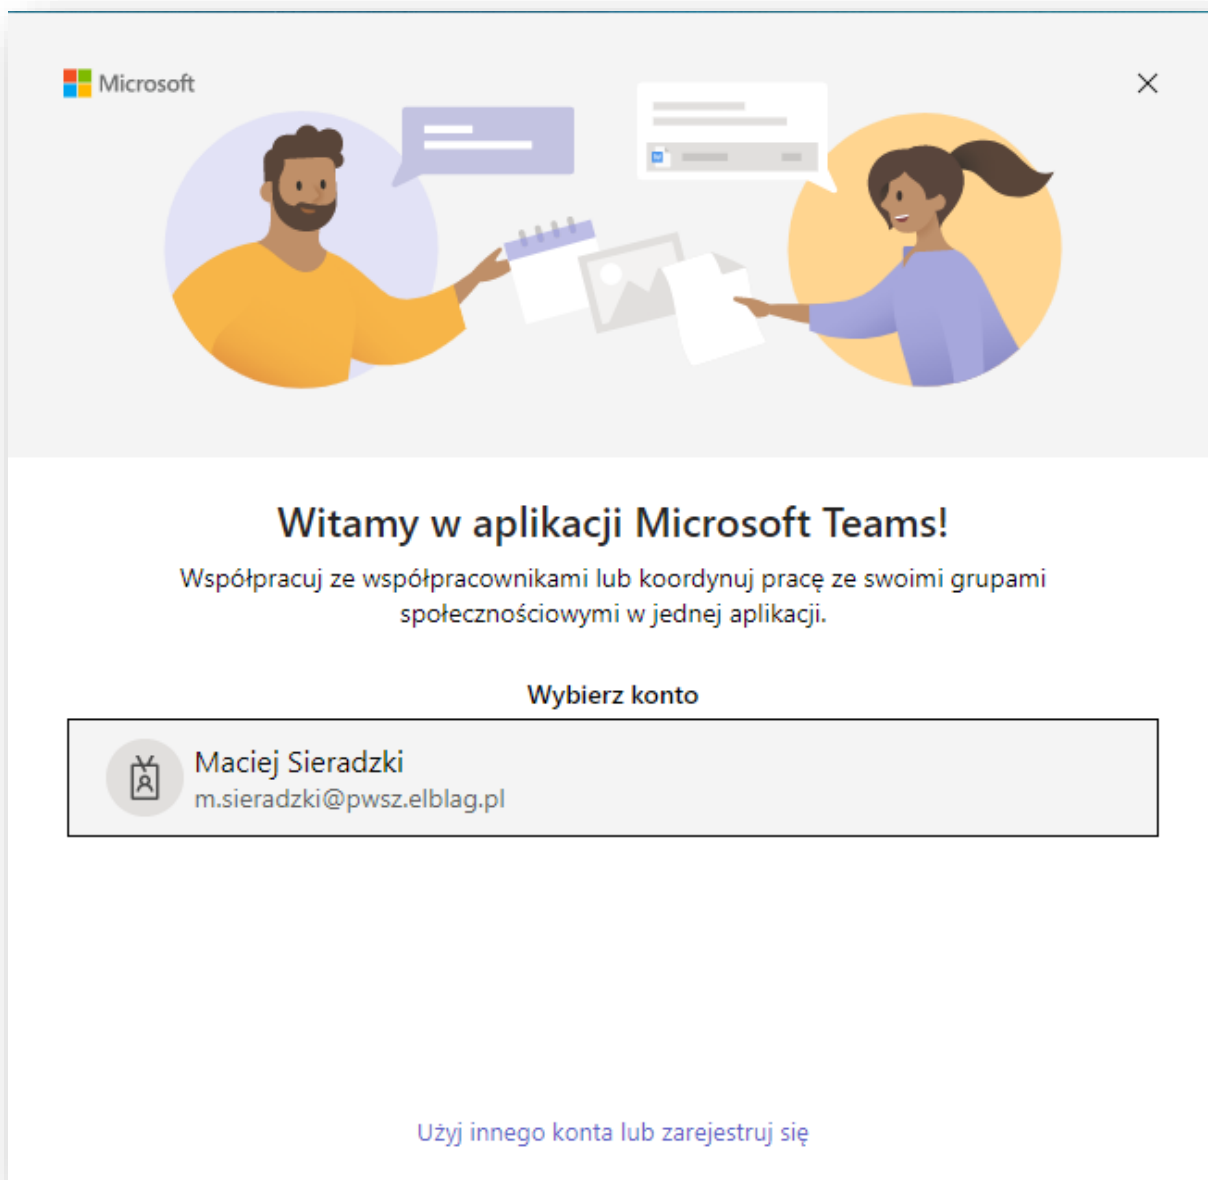 Microsoft
Witamy w aplikacji Microsoft Teams!
Współpracuj ze współpracownikami lub koordynuj pracę ze swoimi grupami
społecznościowymi w jednej aplikacji.
Wybierz konto
Maciej Sieradzki
m.sieradzki@pwsz.elblag.pl
Użyj innego konta lub zarejestruj się